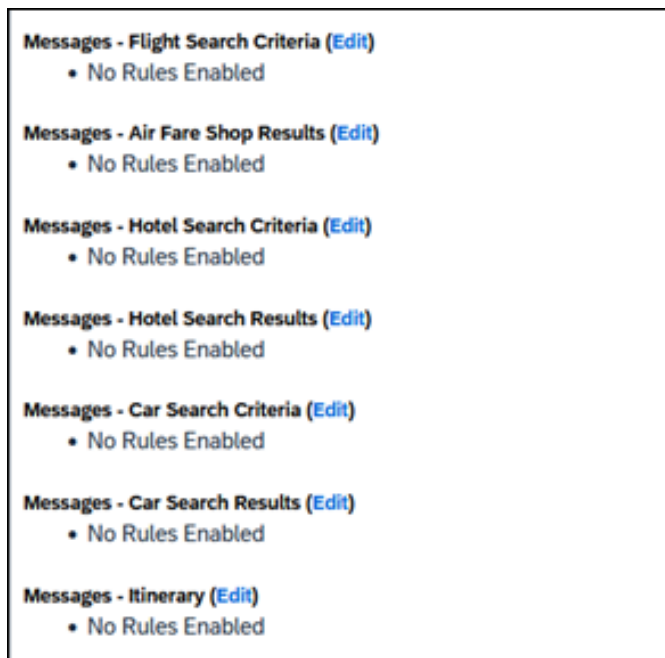 Messages - Flight Search Criteria (Edit)
• No Rules Enabled
Messages - Air Fare Shop Results (Edit)
• No Rules Enabled
Messages - Hotel Search Criteria (Edit)
• No Rules Enabled
Messages - Hotel Search Results (Edit)
• No Rules Enabled
Messages - Car Search Criteria (Edit)
• No Rules Enabled
Messages - Car Search Results (Edit)
• No Rules Enabled
Messages - Itinerary (Edit)
• No Rules Enabled